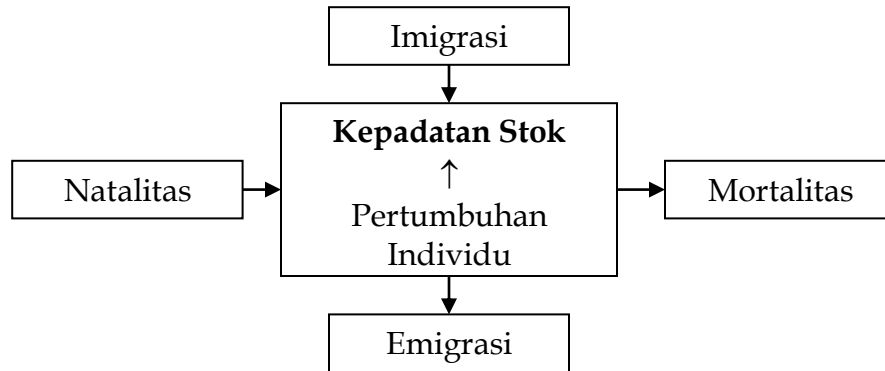 Imigrasi
Kepadatan Stok
Natalitas
↑
Mortalitas
Pertumbuhan
Individu
Emigrasi